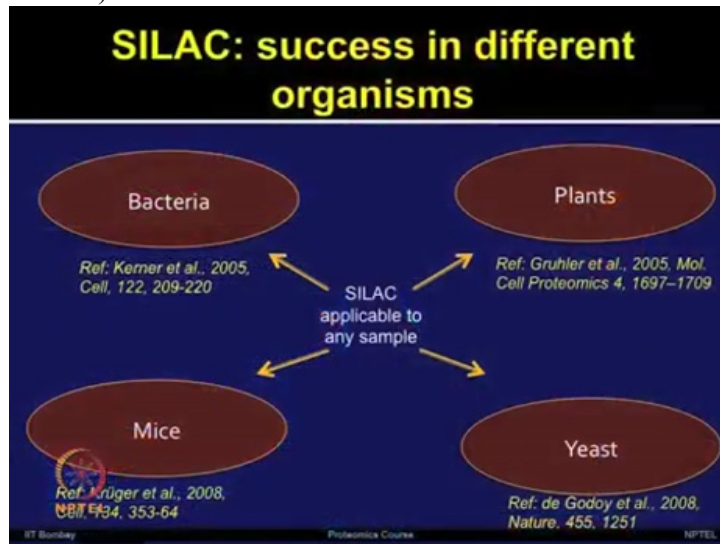 SILAC: success in different
organisms
Bacteria
Plants
Ref: Kerner et al., 2005,
Cell, 122, 209-220
Ref: Gruhler et al., 2005, Mol.
Cell Proteomics 4, 1697–1709
SILAC
applicable to
any sample
Mice
Yeast
Ref: Krüger et al., 2008,
Cell, 134, 353-64
NPTEL
Ref: de Godoy et al., 2008,
Nature, 455, 1251
IIT Bombay
Proteomics Course
NPTEL